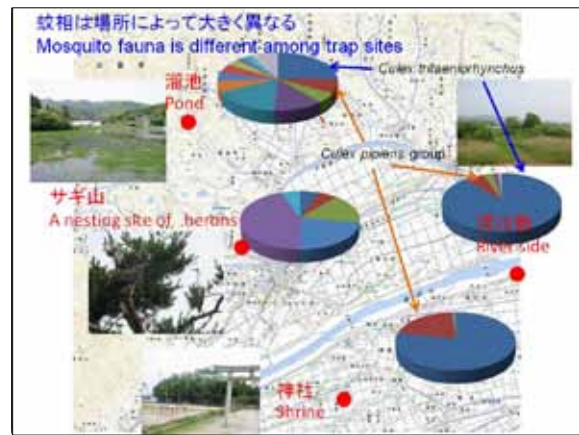 蚊相は場所によって大きく異なる
Mosquito fauna is different among trap sites
溜池
Pond
Culex tritaeniorhynchus
Culex pipiens group
サギ山
A nesting site of herons
River side
神社
Shrine